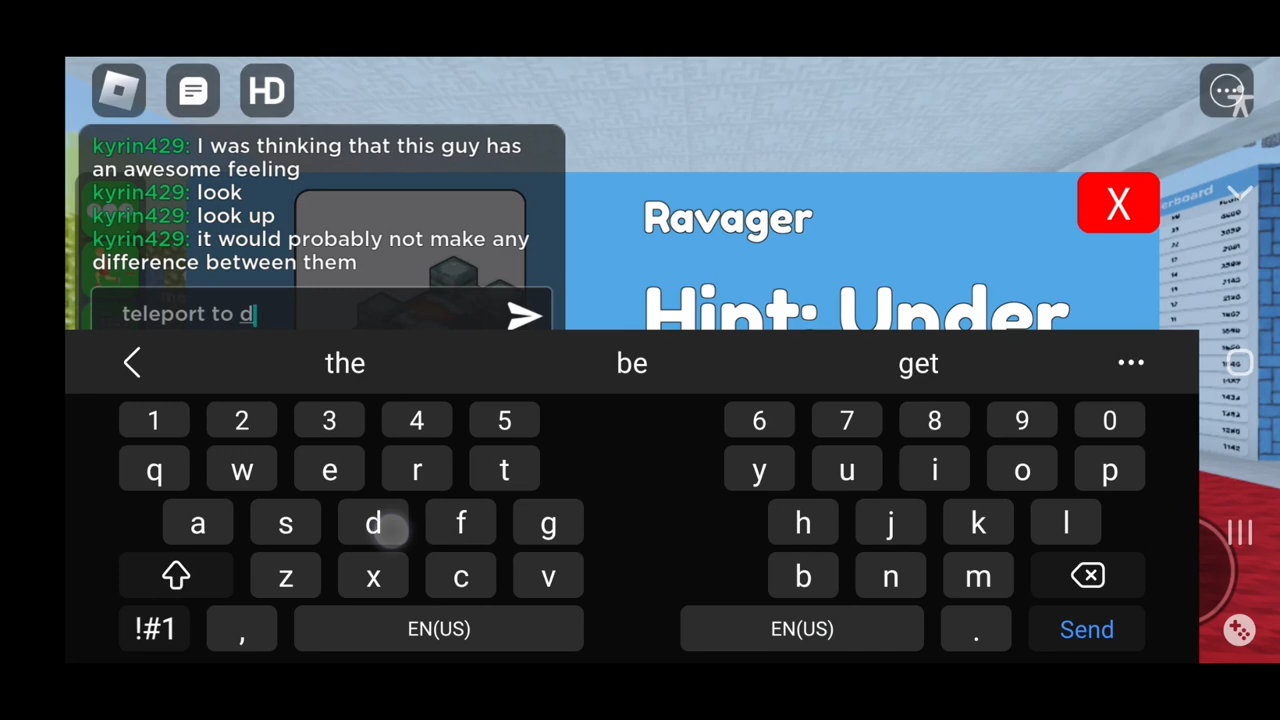 HD
kyrin429: I was thinking that this guy has
an awesome feeling
kyrin429: look
kyrin429: look up
kyrin429: it would probably not make any
difference between them
teleport to d
Ravager
X
Hint: Under
the be get
1 2 3 4 5 6 7 8 9 0
q w e r t y u i o p
a s d f g h j k l
z x c v b n m
!#1 , EN(US) EN(US) . Send